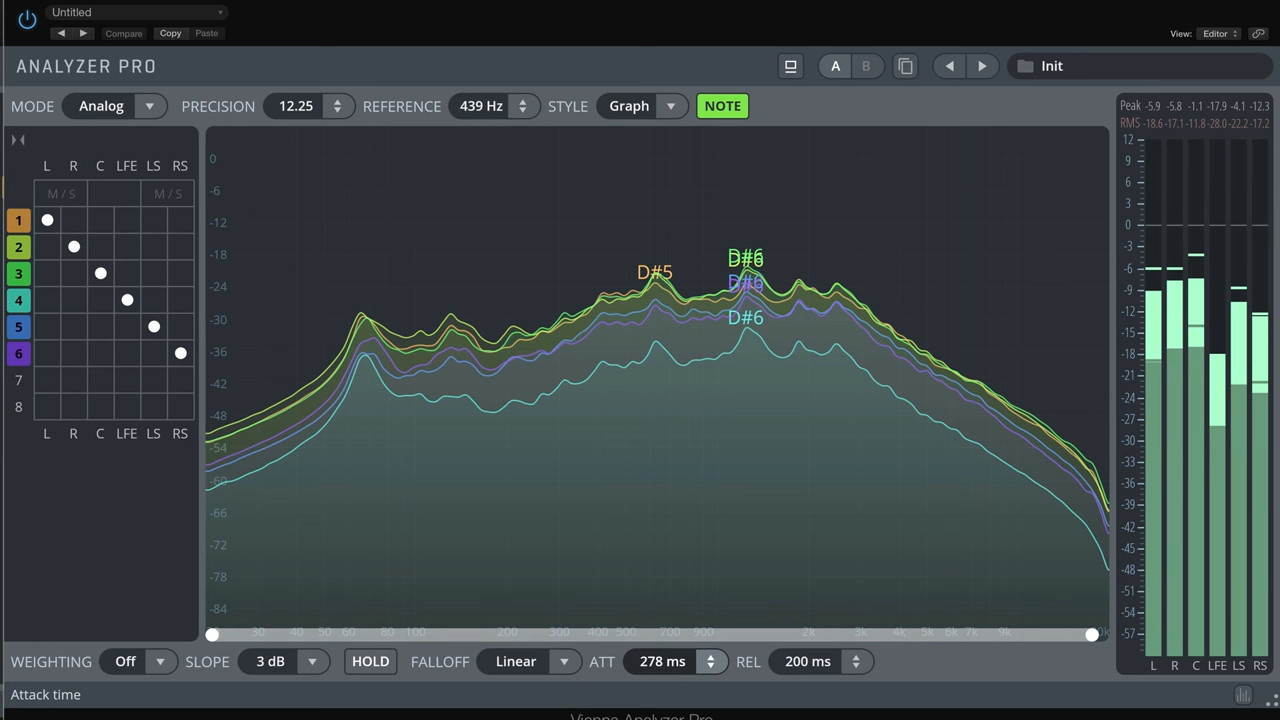 Untitled
Compare Copy Paste View: Editor
ANALYZER PRO A B Init
MODE Analog PRECISION 12.25 REFERENCE 439 Hz STYLE Graph NOTE
Peak -5.9 -5.8 -1.1 -17.9 -4.1 -12.3
RMS -18.6 -17.1 -11.8 -28.0 -22.2 -17.2
L R C LFE LS RS
M / S M / S
1
2
3
4
5
6
7
8
L R C LFE LS RS
0
-6
-12
-18
-24
-30
-36
-42
-48
-54
-60
-66
-72
-78
-84
D#5
D#6
D#6
D#6
D#6
D#6
30 40 50 60 80 100 200 300 400 500 700 900 2k 3k 4k 5k 6k 7k 9k
12
9
6
3
0
-3
-6
-9
-12
-15
-18
-21
-24
-27
-30
-33
-36
-39
-42
-45
-48
-51
-54
-57
L R C LFE LS RS
WEIGHTING Off SLOPE 3 dB HOLD FALLOFF Linear ATT 278 ms REL 200 ms
Attack time
Vienna Analyzer Pro